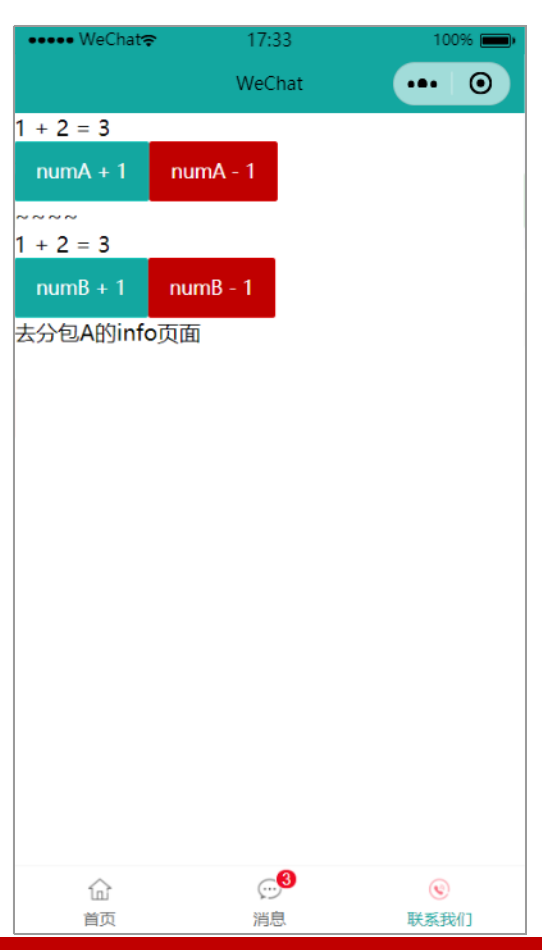 WeChat 17:33 100%
WeChat
1 + 2 = 3
numA + 1 numA - 1
~~~~
1 + 2 = 3
numB + 1 numB - 1
去分包A的info页面
3
首页 消息 联系我们